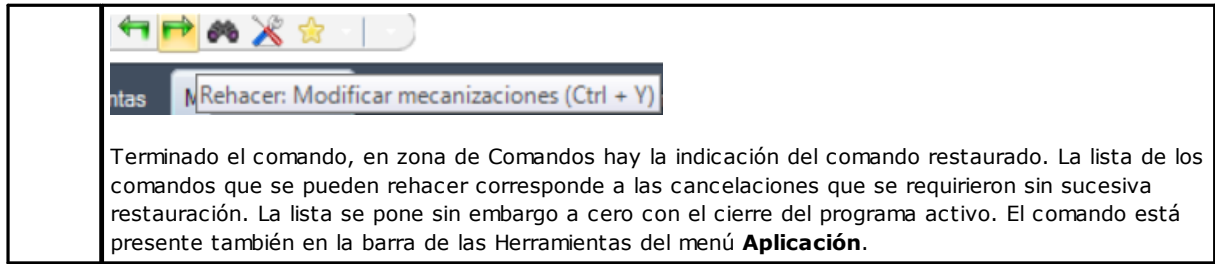 ntas M Rehacer: Modificar mecanizaciones (Ctrl + Y)
Terminado el comando, en zona de Comandos hay la indicación del comando restaurado. La lista de los
comandos que se pueden rehacer corresponde a las cancelaciones que se requirieron sin sucesiva
restauración. La lista se pone sin embargo a cero con el cierre del programa activo. El comando está
presente también en la barra de las Herramientas del menú Aplicación.